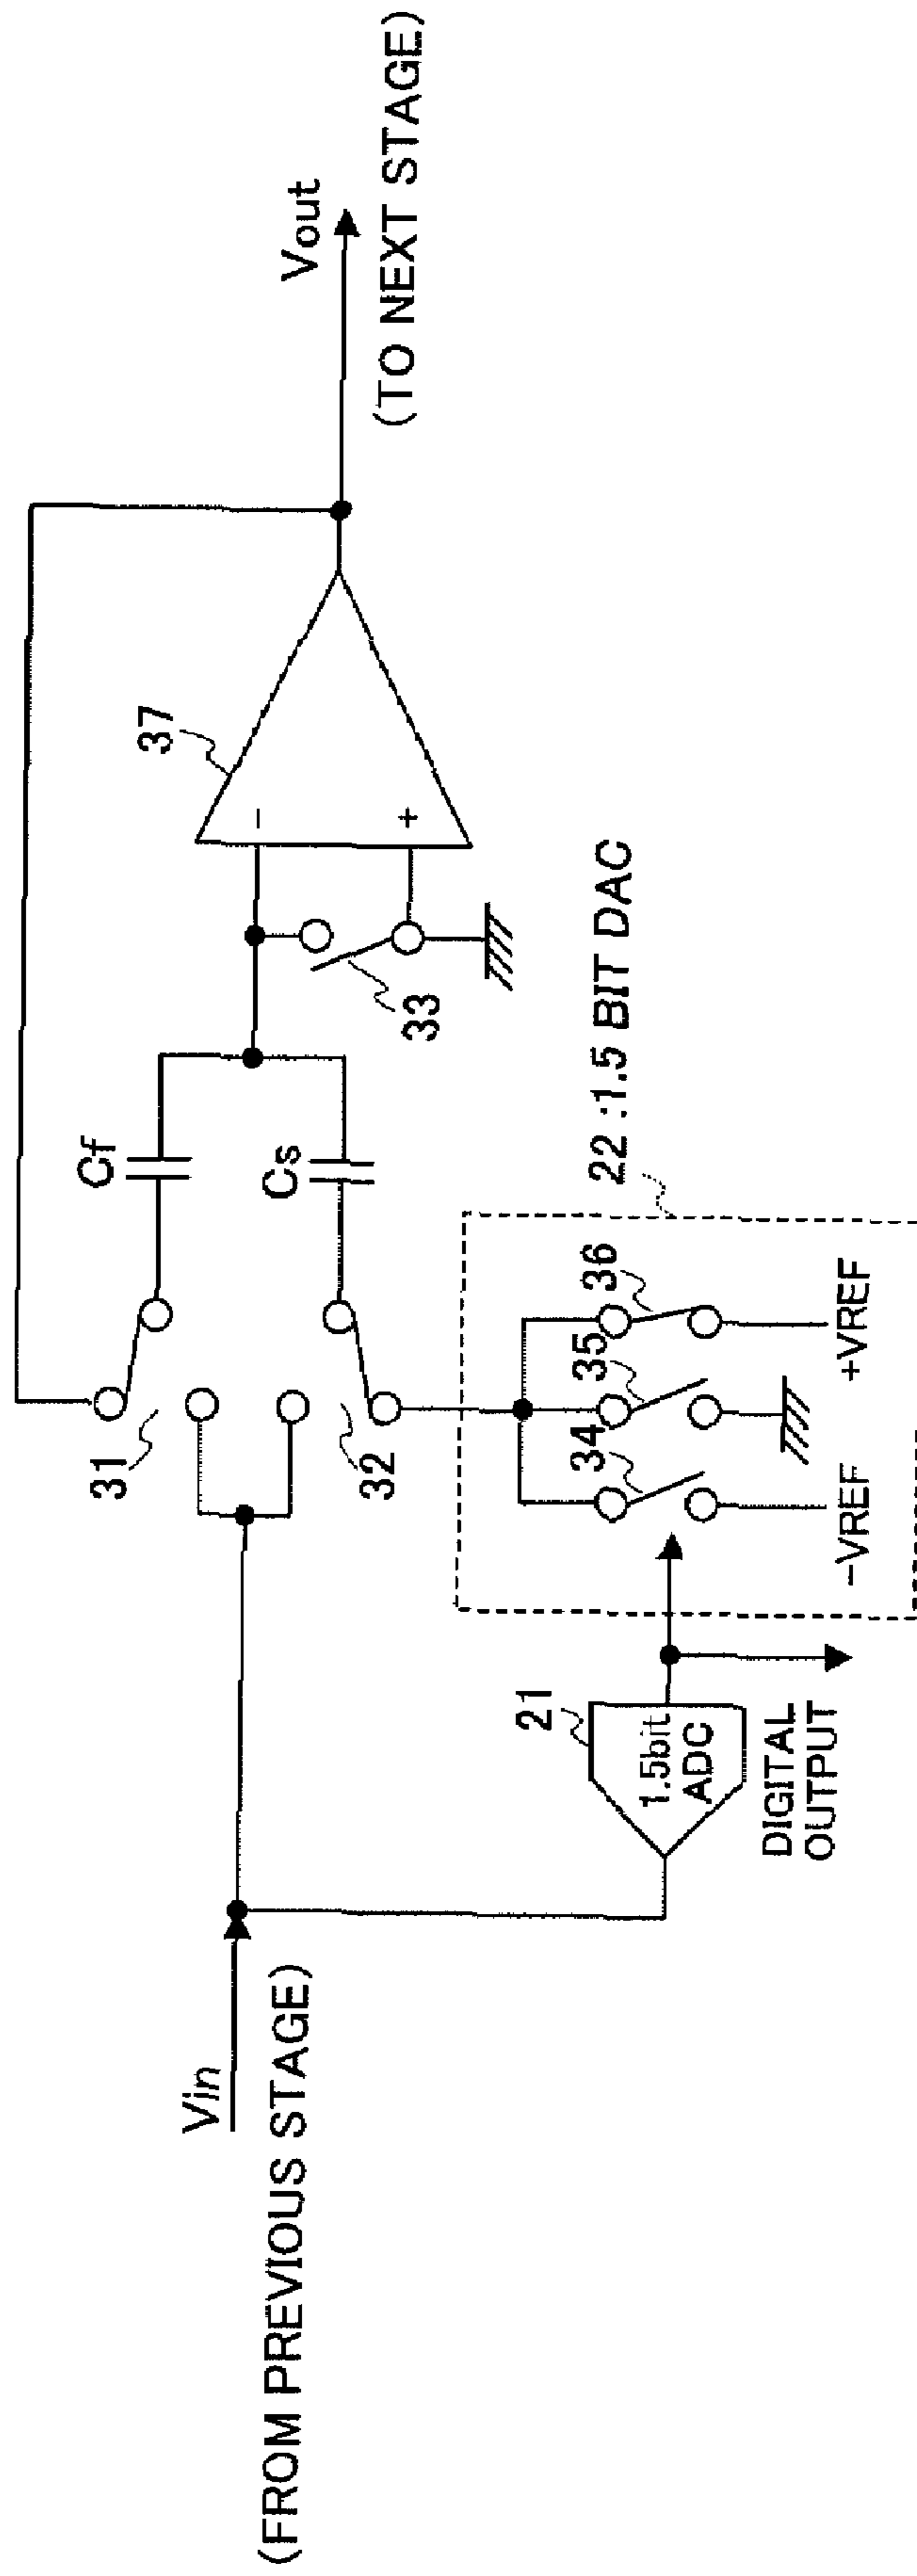 Vin
(FROM PREVIOUS STAGE)
31
32
Cf
Cs
33
37
-
+
Vout
(TO NEXT STAGE)
21
1.5bit
ADC
DIGITAL
OUTPUT
22 :1.5 BIT DAC
34
35
36
-VREF
+VREF